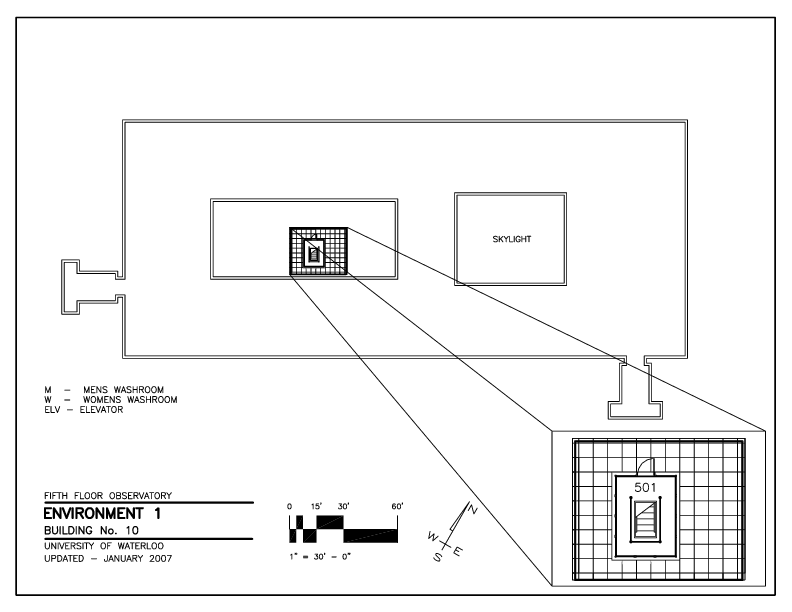 SKYLIGHT
M – MENS WASHROOM
W – WOMENS WASHROOM
ELV – ELEVATOR
501
FIFTH FLOOR OBSERVATORY
ENVIRONMENT 1
BUILDING No. 10
UNIVERSITY OF WATERLOO
UPDATED – JANUARY 2007
0 15' 30' 60'
1" = 30' – 0"
N
W E
S